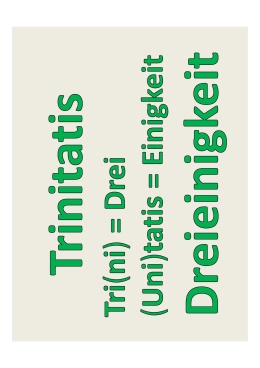 Trinitatis
Tri(ni) = Drei
(Uni)tatis = Einigkeit
Dreieinigkeit